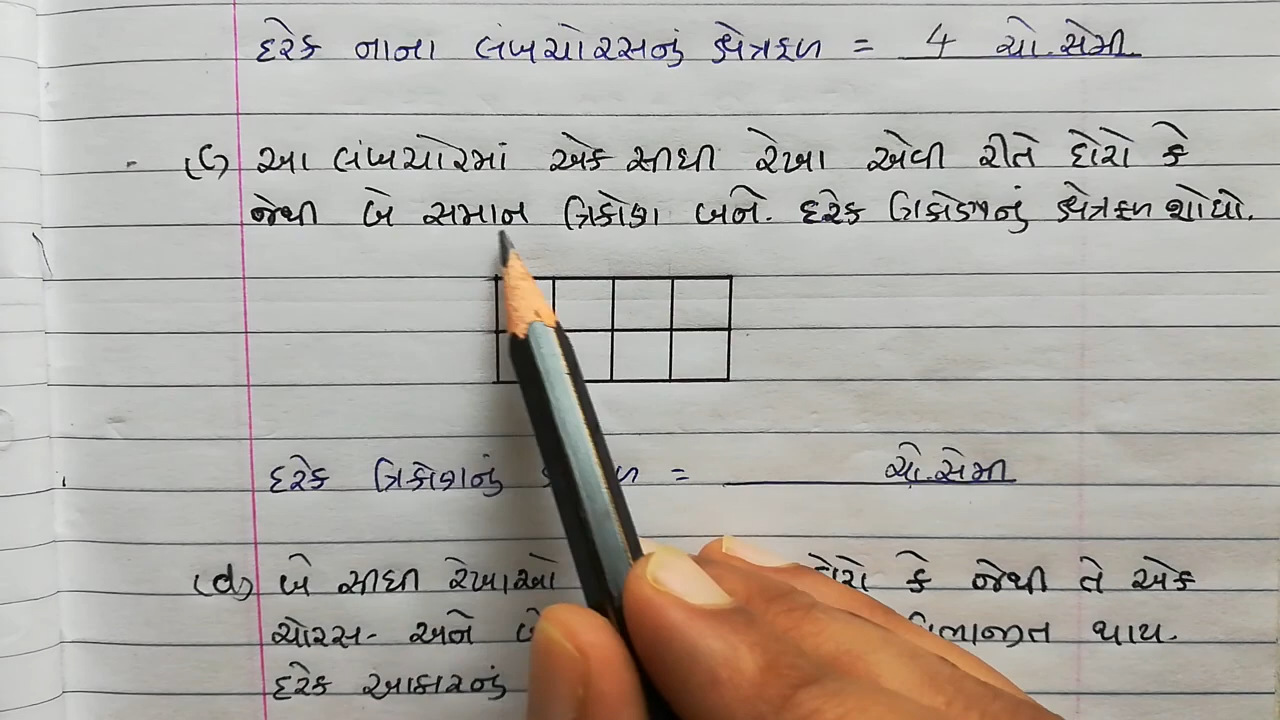 દરેક નાના લંબચોરસનું ક્ષેત્રફળ = 4 ચો.સેમી
(c) આ લંબચોરમાં એક સાધી રેખા એવી રીતે દોરો કે
જેથી બે સમાન ત્રિકોણ બને. દરેક ત્રિકોણનું ક્ષેત્રફળ શોધો.
દરેક ત્રિકોણનું = ચો.સેમી
(d) બે સાધી રેખાઓ કે જેથી તે એક
ચોરસ- અને થાય.
દરેક આકારનું